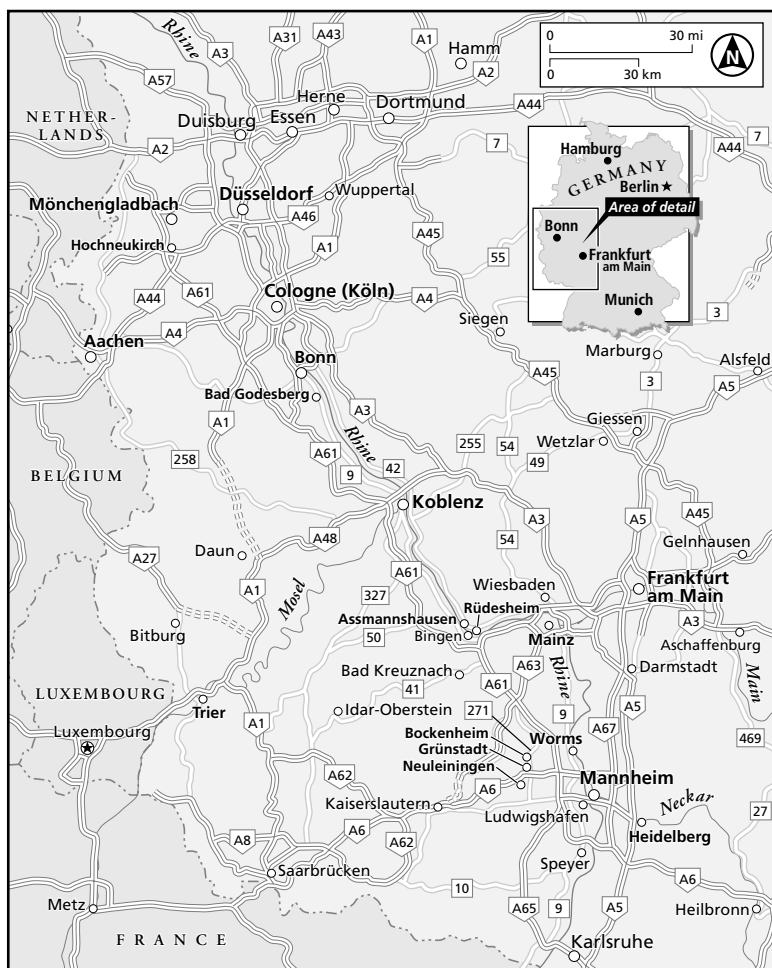 Rhine
A3
A31
A43
A1
Hamm
0 30 mi
0 30 km
N
A57
A2
NETHER-
LANDS
Herne
Dortmund
Duisburg
Essen
A44
A2
7
7
A44
Hamburg
GERMANY
Berlin
Area of detail
Bonn
Frankfurt
am Main
Munich
Mönchengladbach
Düsseldorf
Wuppertal
A46
Hochneukirch
A1
A45
55
A44
A61
Cologne (Köln)
A4
Siegen
3
Aachen
A4
Bonn
Marburg
Alsfeld
A45
3
A5
Bad Godesberg
A3
A1
Rhine
Giessen
255
54
Wetzlar
258
A61
9
42
49
BELGIUM
Koblenz
A45
A5
A3
A48
54
Gelnhausen
Daun
A27
A61
Mosel
A1
327
Wiesbaden
Frankfurt
am Main
Rüdesheim
Assmannshausen
50
Bingen
Mainz
A3
Bitburg
Aschaffenburg
A63
Rhine
Bad Kreuznach
Darmstadt
Main
LUXEMBOURG
41
A61
A5
Trier
Idar-Oberstein
271
9
A67
Luxembourg
A1
Bockenheim
Worms
469
Grünstadt
Neuleiningen
A62
Mannheim
A6
Neckar
Kaiserslautern
Ludwigshafen
27
A8
A6
A62
Heidelberg
Saarbrücken
Speyer
10
A6
Metz
A65
9
A5
Heilbronn
FRANCE
Karlsruhe